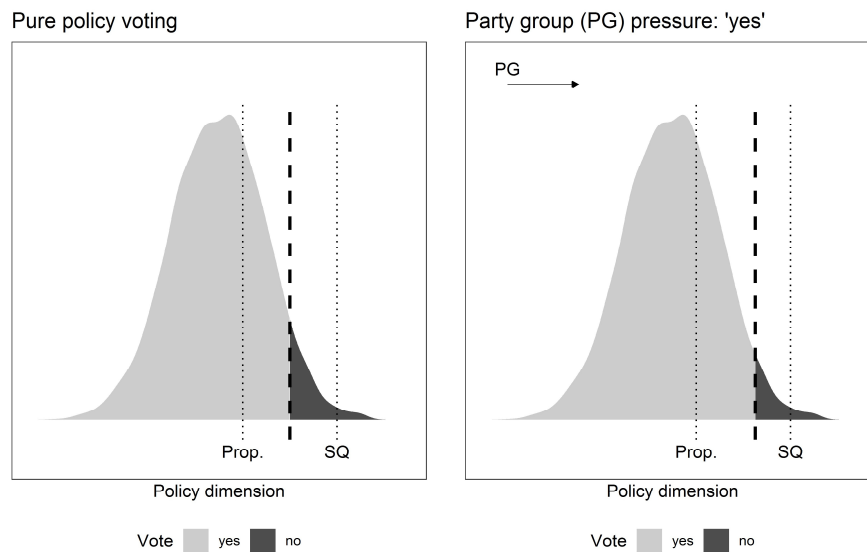 Pure policy voting
Prop.
SQ
Policy dimension
Vote yes no
Party group (PG) pressure: 'yes'
PG
Prop.
SQ
Policy dimension
Vote yes no